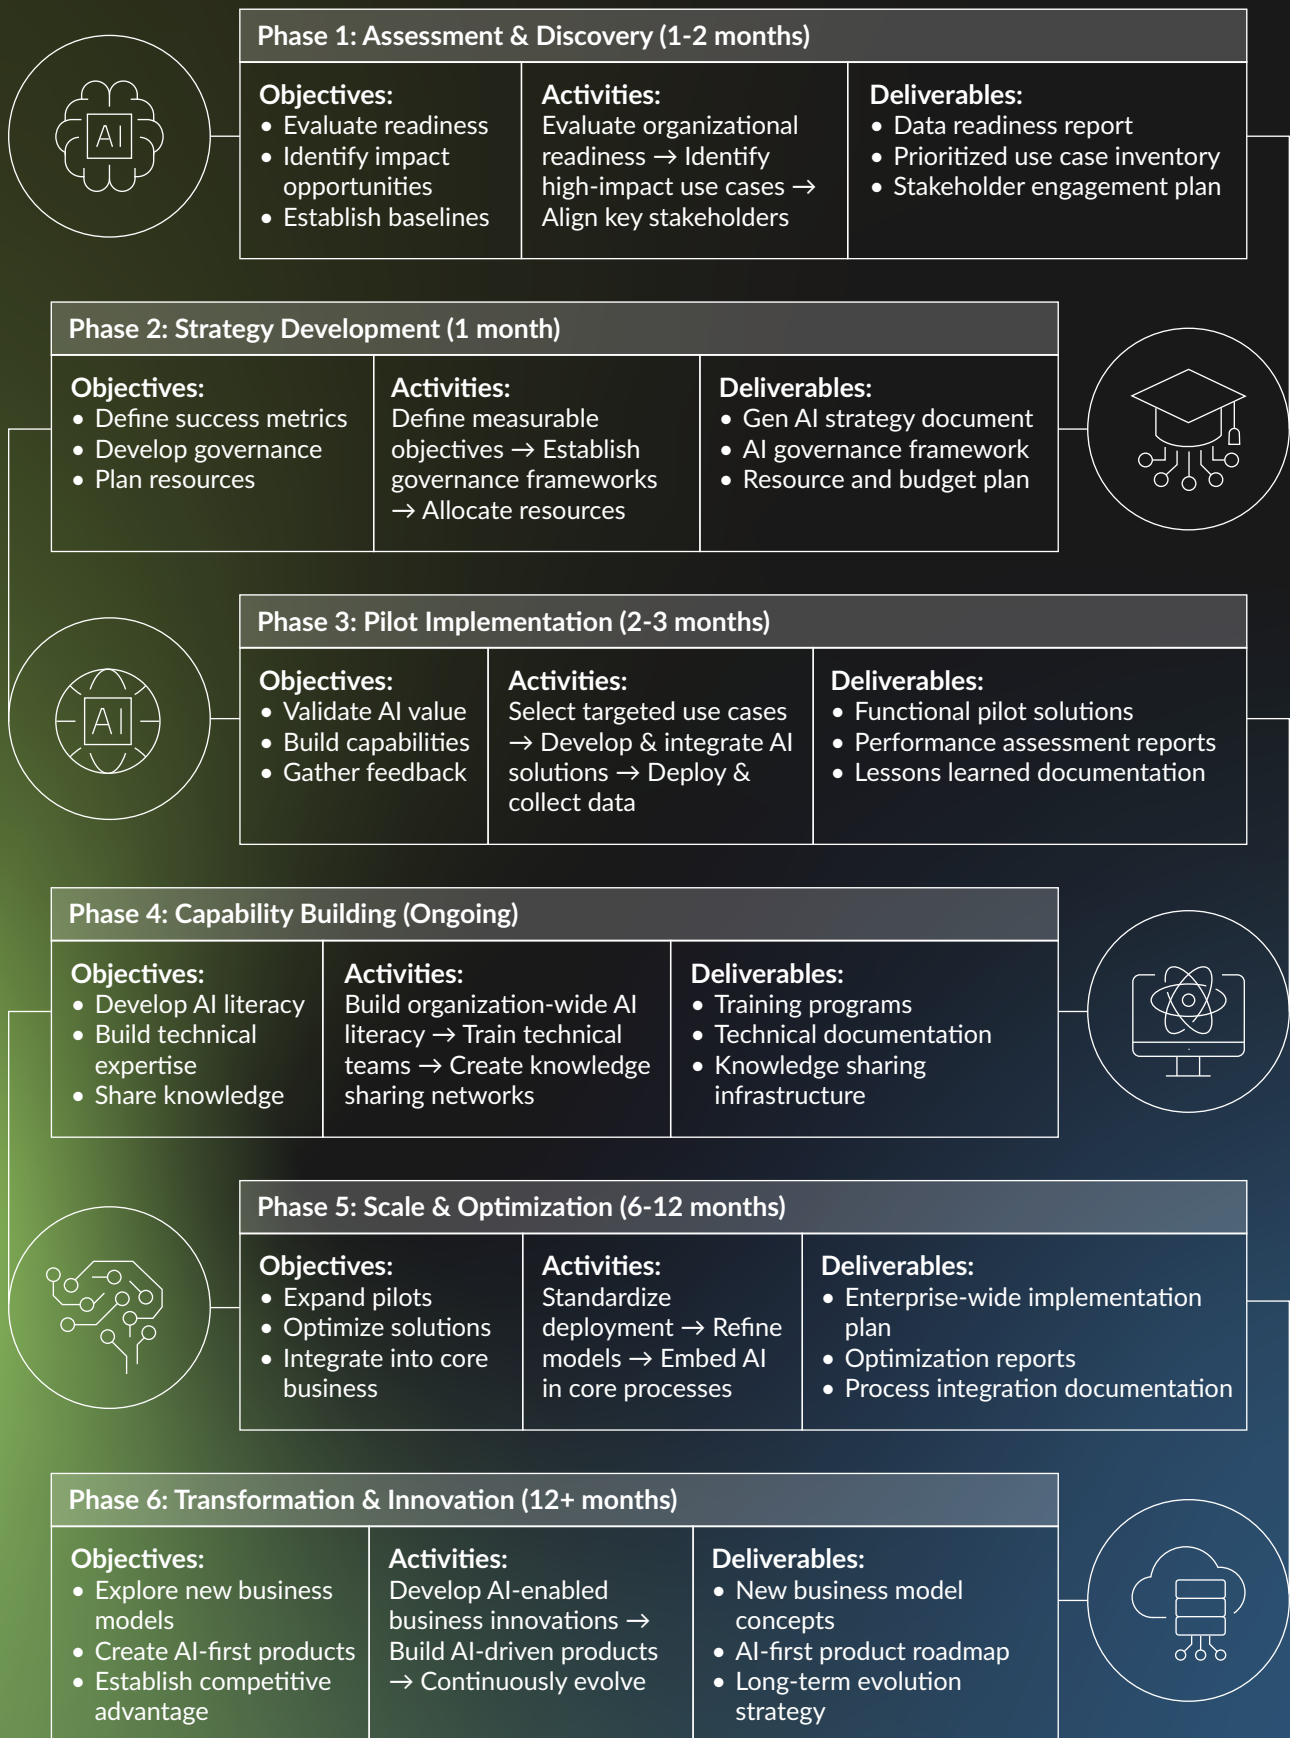 Phase 1: Assessment & Discovery (1-2 months)
Objectives:
• Evaluate readiness
• Identify impact
opportunities
• Establish baselines
Activities:
Evaluate organizational
readiness → Identify
high-impact use cases →
Align key stakeholders
Deliverables:
• Data readiness report
• Prioritized use case inventory
• Stakeholder engagement plan
AI
Phase 2: Strategy Development (1 month)
Objectives:
• Define success metrics
• Develop governance
• Plan resources
Activities:
Define measurable
objectives → Establish
governance frameworks
→ Allocate resources
Deliverables:
• Gen AI strategy document
• AI governance framework
• Resource and budget plan
Phase 3: Pilot Implementation (2-3 months)
Objectives:
• Validate AI value
• Build capabilities
• Gather feedback
Activities:
Select targeted use cases
→ Develop & integrate AI
solutions → Deploy &
collect data
Deliverables:
• Functional pilot solutions
• Performance assessment reports
• Lessons learned documentation
AI
Phase 4: Capability Building (Ongoing)
Objectives:
• Develop AI literacy
• Build technical
expertise
• Share knowledge
Activities:
Build organization-wide AI
literacy → Train technical
teams → Create knowledge
sharing networks
Deliverables:
• Training programs
• Technical documentation
• Knowledge sharing
infrastructure
Phase 5: Scale & Optimization (6-12 months)
Objectives:
• Expand pilots
• Optimize solutions
• Integrate into core
business
Activities:
Standardize
deployment → Refine
models → Embed AI
in core processes
Deliverables:
• Enterprise-wide implementation
plan
• Optimization reports
• Process integration documentation
Phase 6: Transformation & Innovation (12+ months)
Objectives:
• Explore new business
models
• Create AI-first products
• Establish competitive
advantage
Activities:
Develop AI-enabled
business innovations →
Build AI-driven products
→ Continuously evolve
Deliverables:
• New business model
concepts
• AI-first product roadmap
• Long-term evolution
strategy